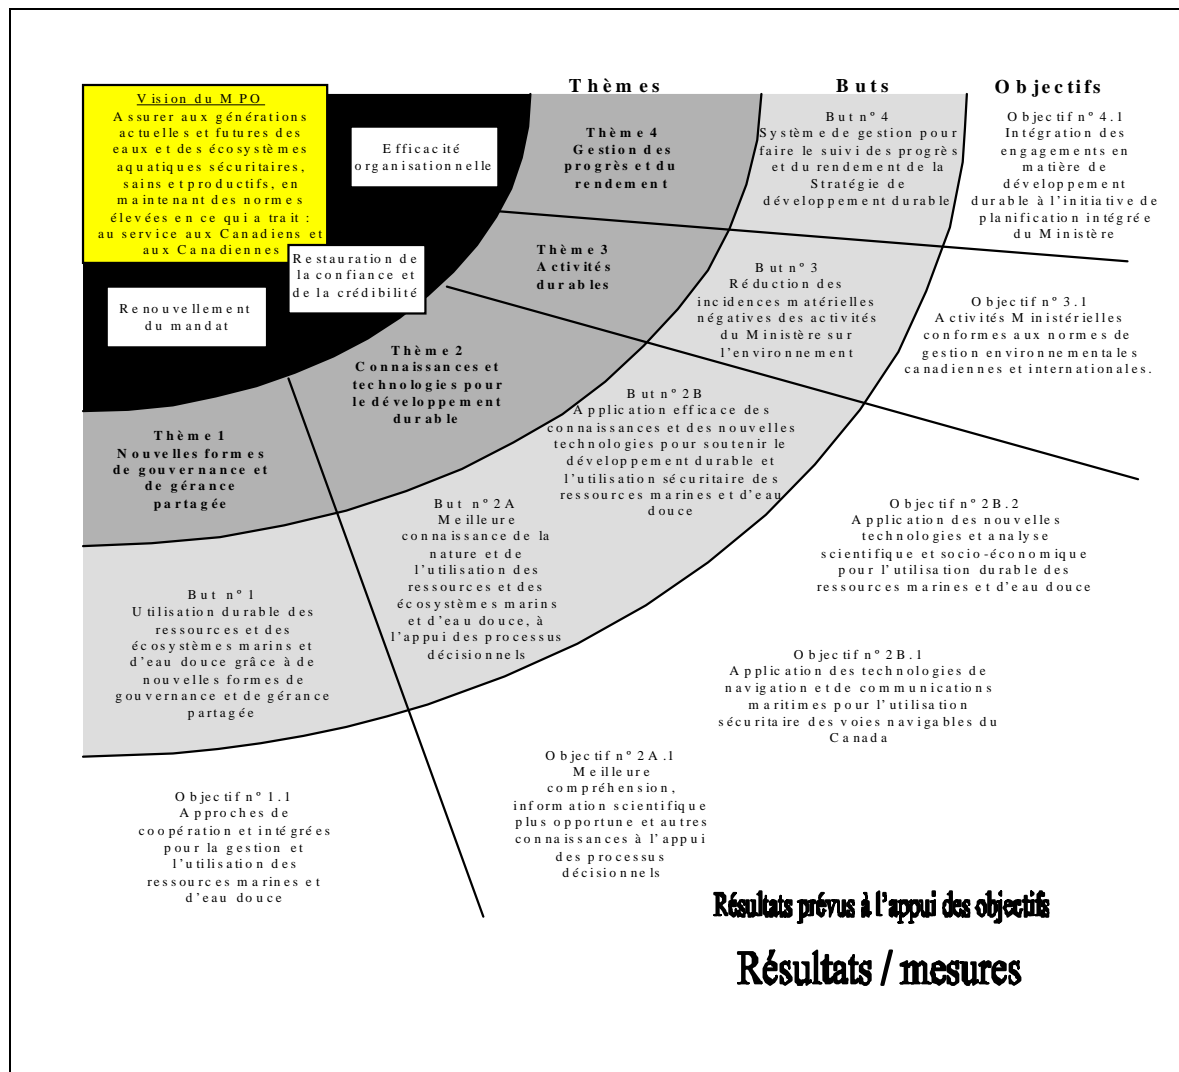 Thèmes
Buts
Objectifs
Vision du MPO
Assurer aux générations
actuelles et futures des
eaux et des écosystèmes
aquatiques sécuritaires,
sains et productifs, en
maintenant des normes
élevées en ce qui a trait :
au service aux Canadiens et
aux Canadiennes
Efficacité
organisationnelle
Restauration de
la confiance et
de la crédibilité
Renouvellement
du mandat
Thème 4
Gestion des
progrès et du
rendement
But nº 4
Système de gestion pour
faire le suivi des progrès
et du rendement de la
Stratégie de
développement durable
Objectif nº 4.1
Intégration des
engagements en
matière de
développement
durable à l'initiative de
planification intégrée
du Ministère
Thème 3
Activités
durables
But nº 3
Réduction des
incidences matérielles
négatives des activités
du Ministère sur
l'environnement
Objectif nº 3.1
Activités Ministérielles
conformes aux normes de
gestion environnementales
canadiennes et internationales.
Thème 2
Connaissances et
technologies pour
le développement
durable
But nº 2B
Application efficace des
connaissances et des nouvelles
technologies pour soutenir le
développement durable et
l'utilisation sécuritaire des
ressources marines et d'eau
douce
Thème 1
Nouvelles formes
de gouvernance et
de gérance
partagée
But nº2A
Meilleure
connaissance de la
nature et de
l'utilisation des
ressources et des
écosystèmes marins
et d'eau douce, à
l'appui des processus
décisionnels
Objectif nº 2B.2
Application des nouvelles
technologies et analyse
scientifique et socio-économique
pour l'utilisation durable des
ressources marines et d'eau douce
But nº 1
Utilisation durable des
ressources et des
écosystèmes marins et
d'eau douce grâce à de
nouvelles formes de
gouvernance et de gérance
partagée
Objectif nº 2B.1
Application des technologies de
navigation et de communications
maritimes pour l'utilisation
sécuritaire des voies navigables du
Canada
Objectif nº 2A.1
Meilleure
compréhension,
information scientifique
plus opportune et autres
connaissances à l'appui
des processus
décisionnels
Objectif nº 1.1
Approches de
coopération et intégrées
pour la gestion et
l'utilisation des
ressources marines et
d'eau douce
Résultats prévus à l'appui des objectifs
Résultats / mesures